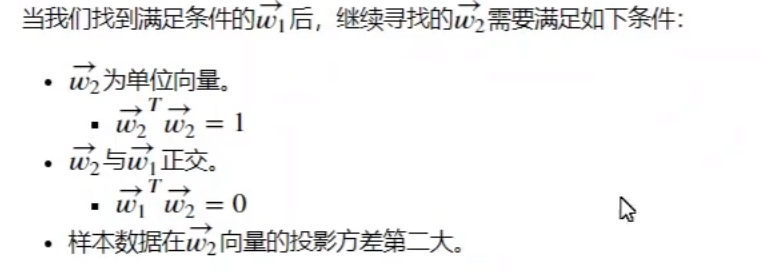 当我们找到满足条件的$\overrightarrow{w_1}$后，继续寻找的$\overrightarrow{w_2}$需要满足如下条件：
• $\overrightarrow{w_2}$为单位向量。
▪ $\overrightarrow{w_2}^T \overrightarrow{w_2} = 1$
• $\overrightarrow{w_2}$与$\overrightarrow{w_1}$正交。
▪ $\overrightarrow{w_1}^T \overrightarrow{w_2} = 0$
• 样本数据在$\overrightarrow{w_2}$向量的投影方差第二大。